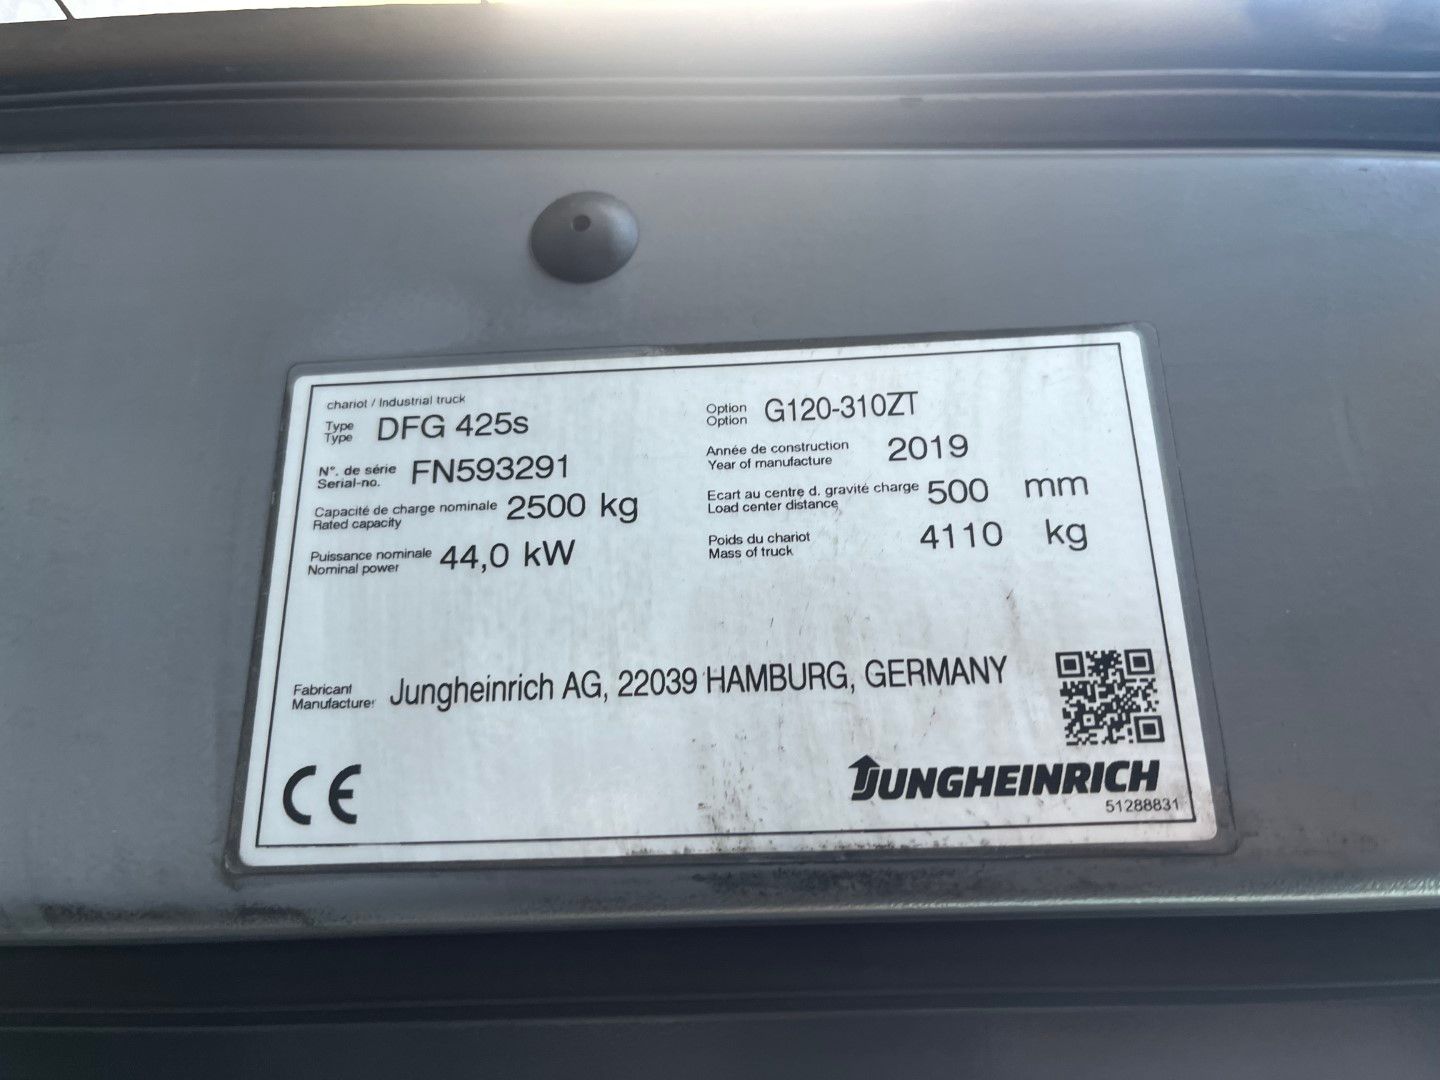 chariot / Industrial truck
Type
Type
DFG 425s
Option
Option
G120-310ZT
N°. de série
Serial-no.
FN593291
Année de construction
Year of manufacture
2019
Capacité de charge nominale
Rated capacity
2500 kg
Ecart au centre d. gravité charge
Load center distance
500 mm
Puissance nominale
Nominal power
44,0 kW
Poids du chariot
Mass of truck
4110 kg
Fabricant
Manufacturer
Jungheinrich AG, 22039 HAMBURG, GERMANY
CE
JUNGHEINRICH
51288831